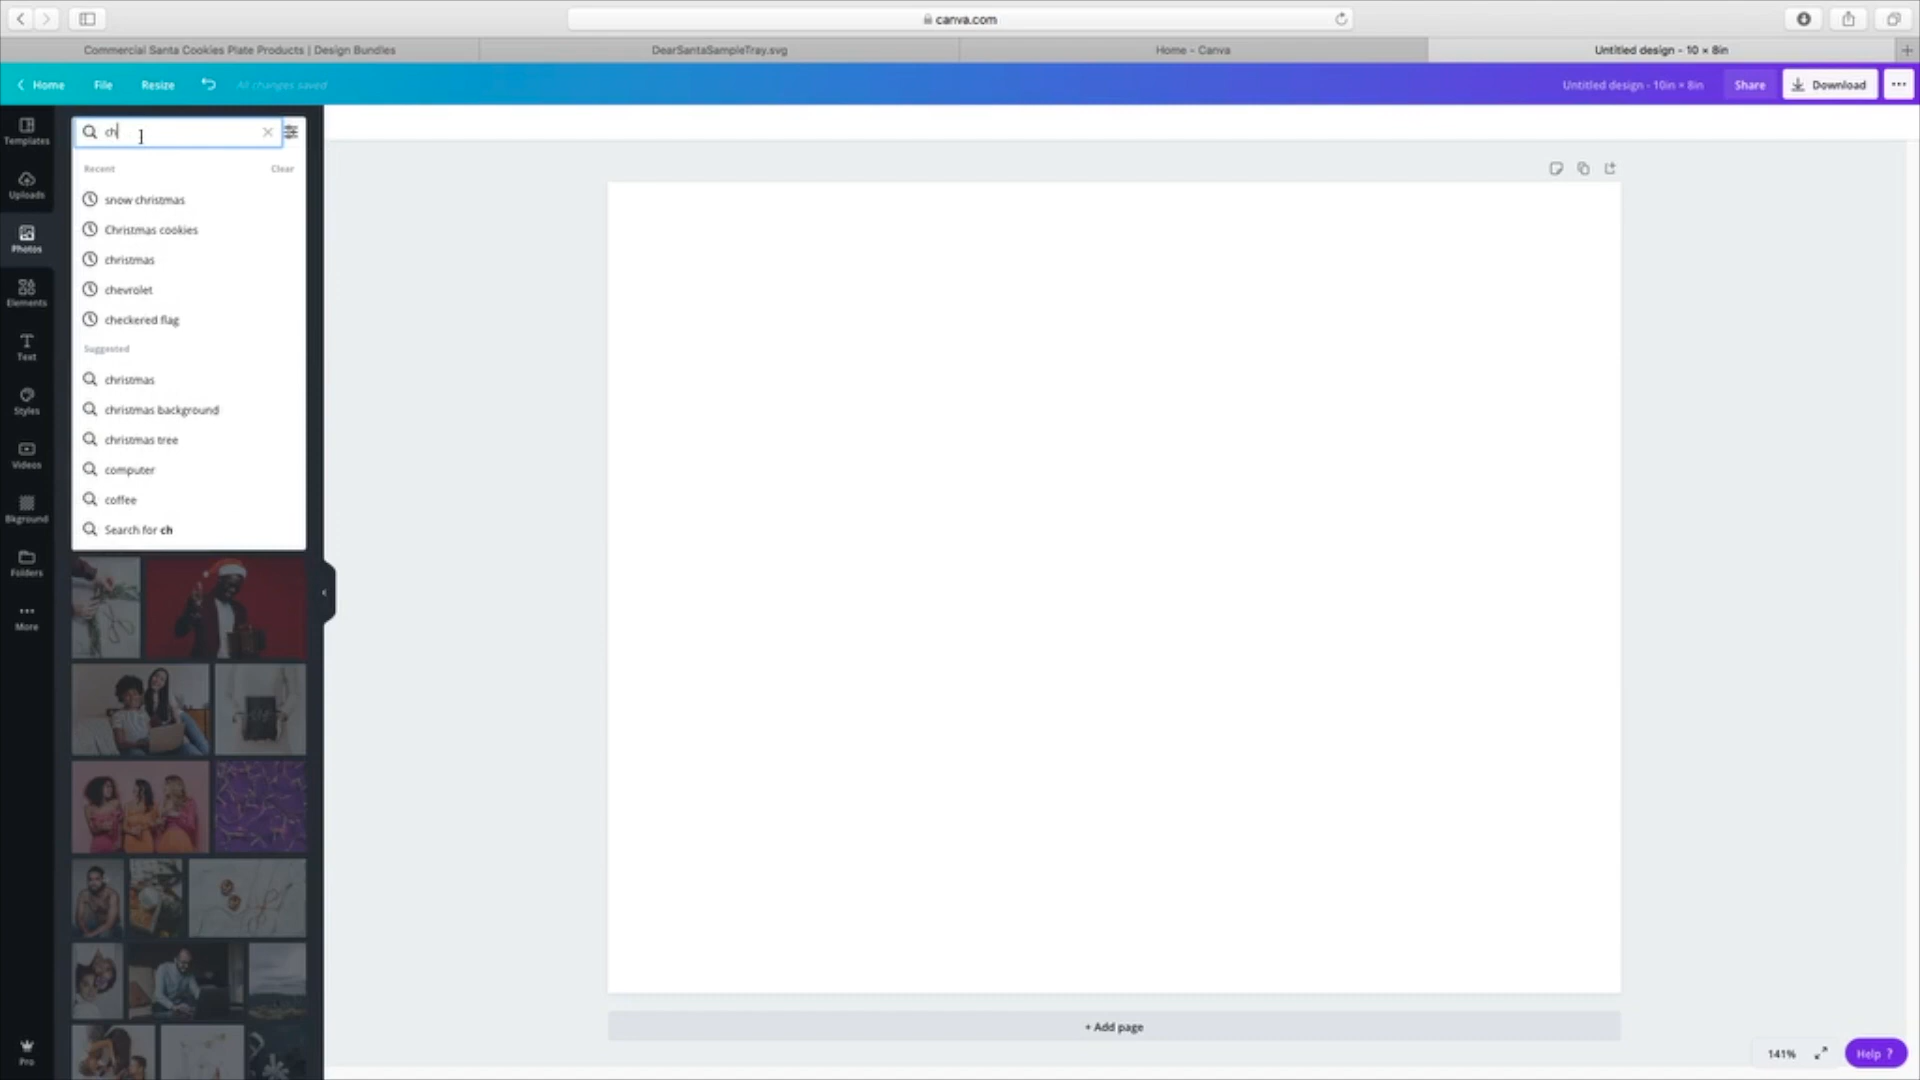 canva.com
Commercial Santa Cookies Plate Products | Design Bundles
DearSantaSampleTray.svg
Home - Canva
Untitled design - 10 × 8in
Home
File
Resize
All changes saved
Untitled design - 10in × 8in
Share
Download
Templates
Uploads
Photos
Elements
Text
Styles
Videos
Bkground
Folders
More
Pro
ch
Recent
Clear
snow christmas
Christmas cookies
christmas
chevrolet
checkered flag
Suggested
christmas
christmas background
christmas tree
computer
coffee
Search for ch
+ Add page
141%
Help ?